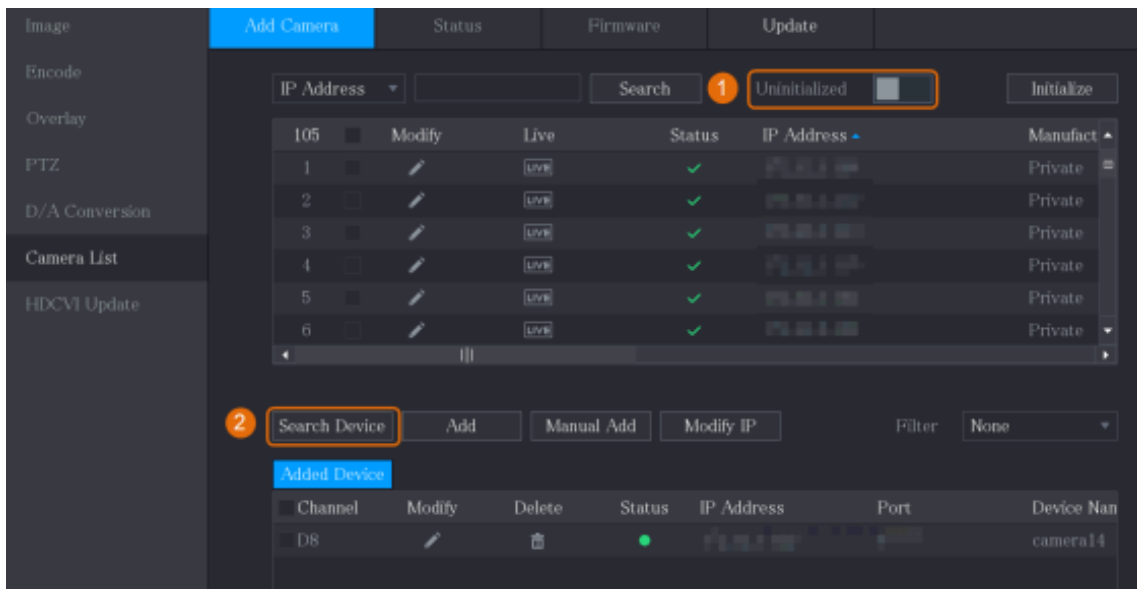 Image
Encode
Overlay
PTZ
D/A Conversion
Camera List
HDCVI Update
Add Camera Status Firmware Update
IP Address Search 1 Uninitialized Initialize
105 Modify Live Status IP Address Manufact
1 LIVE Private
2 LIVE Private
3 LIVE Private
4 LIVE Private
5 LIVE Private
6 LIVE Private
2 Search Device Add Manual Add Modify IP Filter None
Added Device
Channel Modify Delete Status IP Address Port Device Nan
D8 camera14